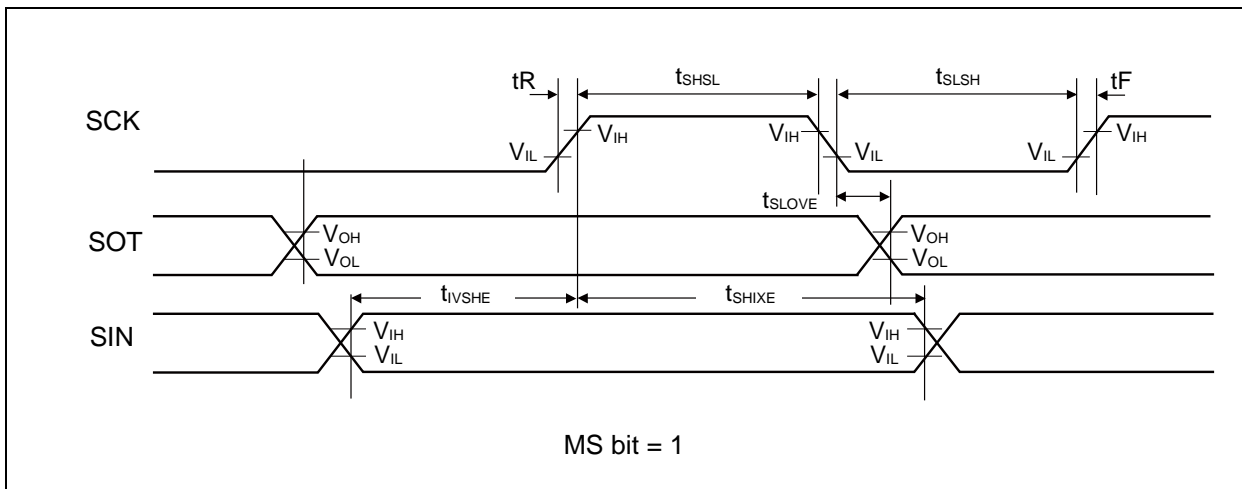 tR
tSHSL
tSLSH
tF
SCK
VIH
VIH
VIH
VIL
VIL
VIL
tSLOVE
SOT
VOH
VOL
VOH
VOL
tIVSHE
tSHIXE
SIN
VIH
VIL
VIH
VIL
MS bit = 1